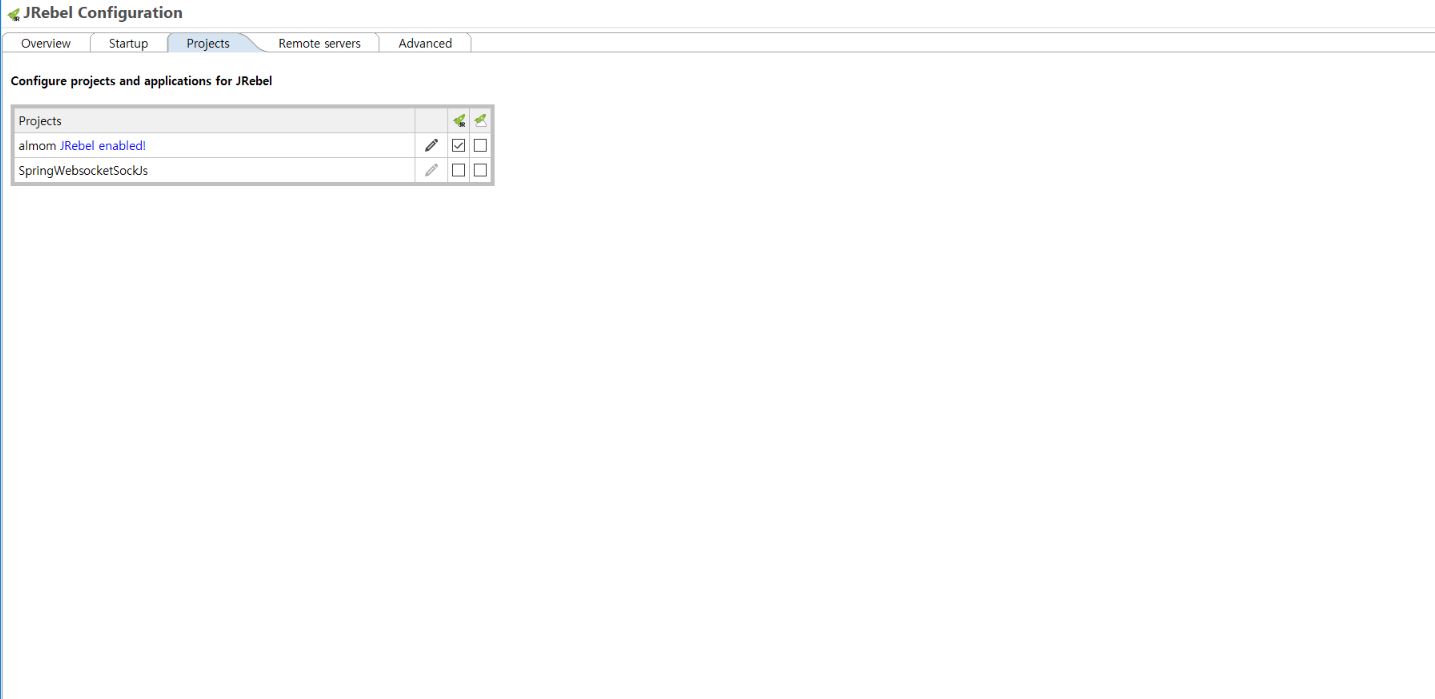 JRebel Configuration
Overview Startup Projects Remote servers Advanced
Configure projects and applications for JRebel
Projects
almom JRebel enabled!
SpringWebsocketSockJs